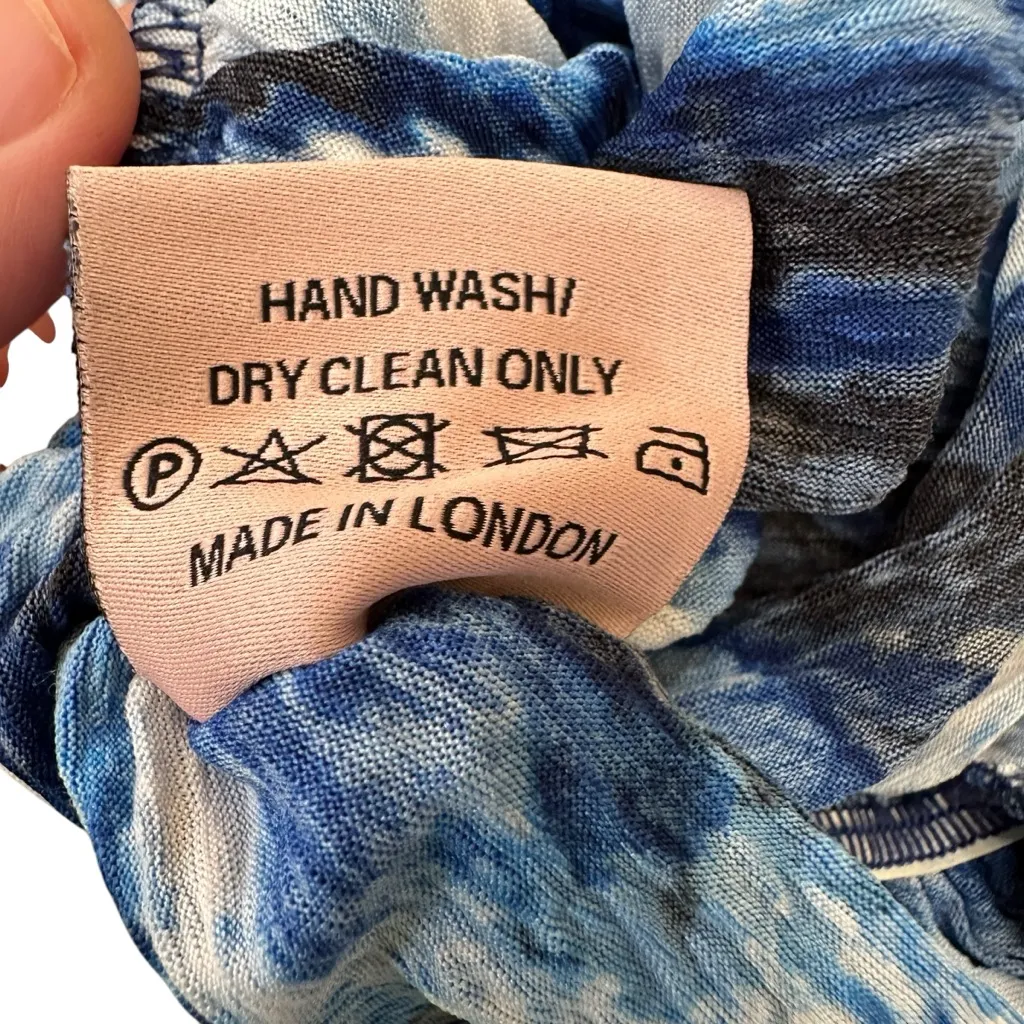 HAND WASH/
DRY CLEAN ONLY
P
MADE IN LONDON